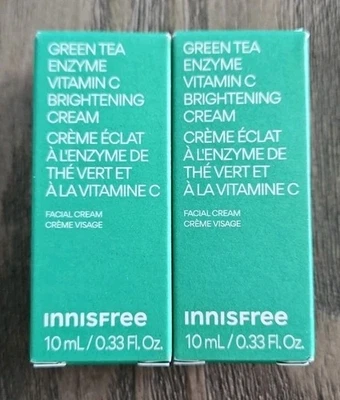 GREEN TEA
ENZYME
VITAMIN C
BRIGHTENING
CREAM
CRÈME ÉCLAT
À L'ENZYME DE
THÉ VERT ET
À LA VITAMINE C
FACIAL CREAM
CRÈME VISAGE
INNISFree
10 mL / 0.33 Fl. Oz.
GREEN TEA
ENZYME
VITAMIN C
BRIGHTENING
CREAM
CRÈME ÉCLAT
À L'ENZYME DE
THÉ VERT ET
À LA VITAMINE C
FACIAL CREAM
CRÈME VISAGE
INNISFree
10 mL / 0.33 Fl. Oz.